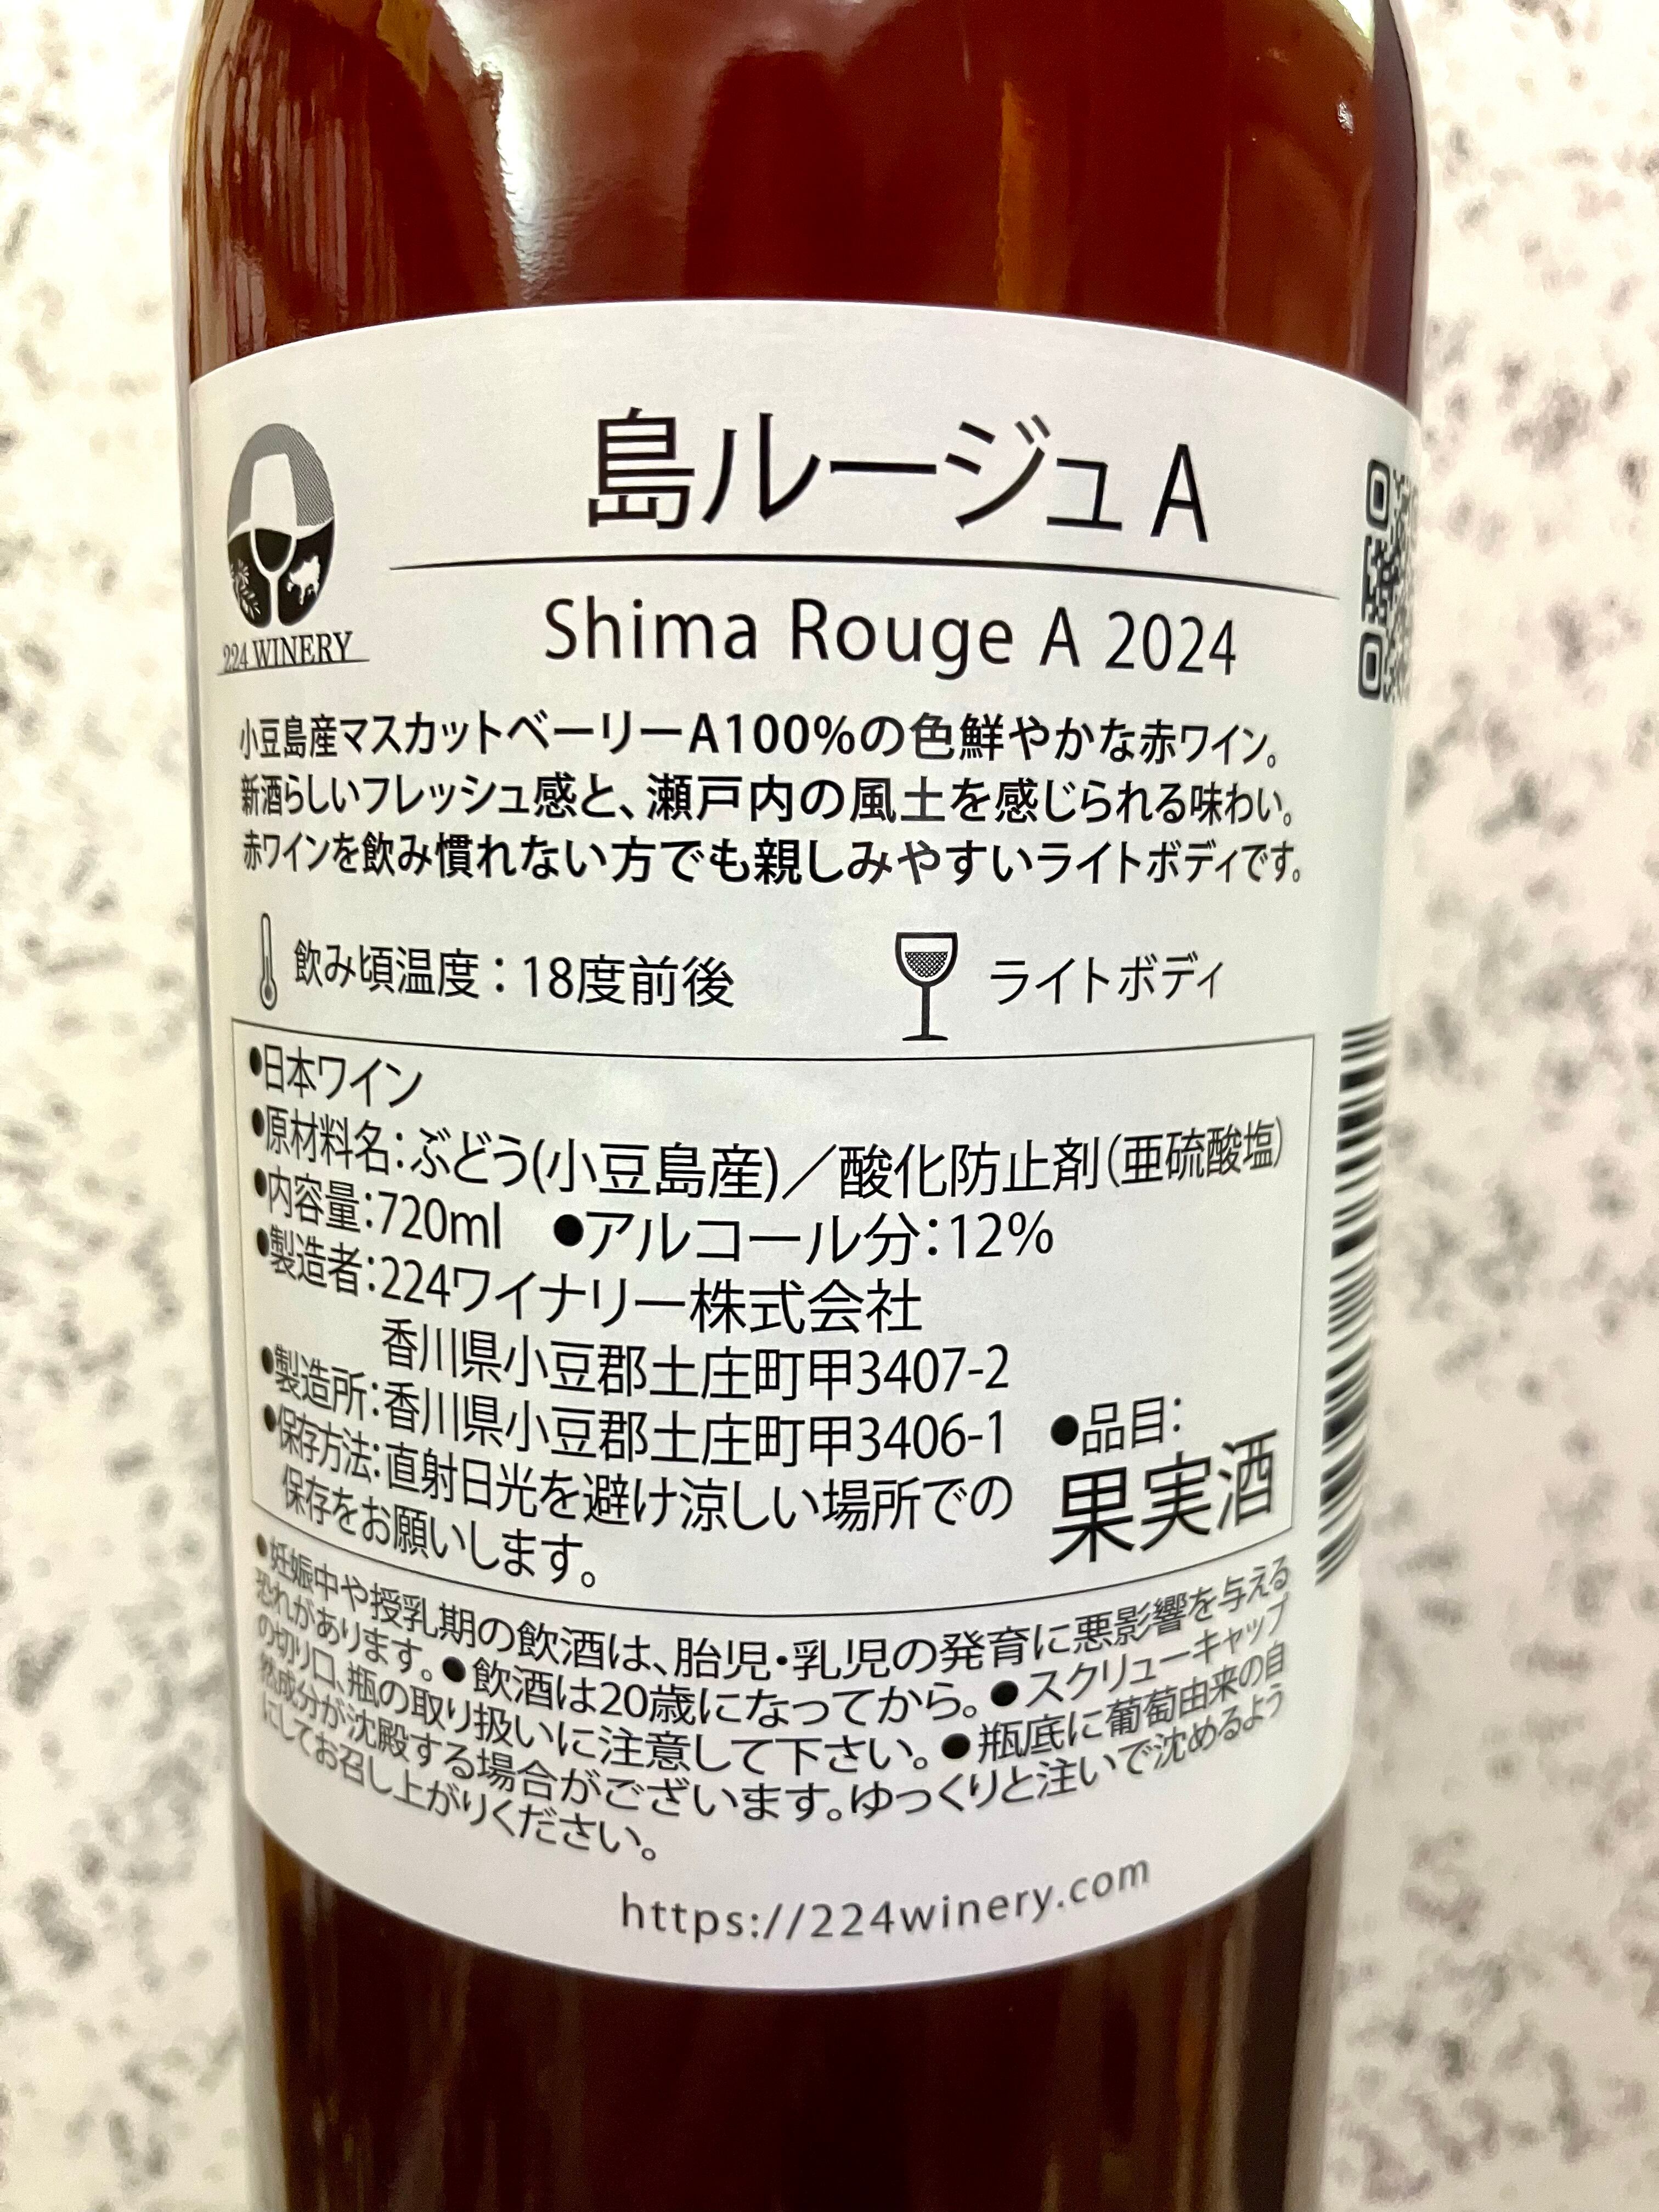 島ルージュ A
224 WINERY
Shima Rouge A 2024
小豆島産マスカットベーリーA100%の色鮮やかな赤ワイン。
新酒らしいフレッシュ感と、瀬戸内の風土を感じられる味わい。
赤ワインを飲み慣れない方でも親しみやすいライトボディです。
飲み頃温度：18度前後
ライトボディ
●日本ワイン
●原材料名：ぶどう(小豆島産)／酸化防止剤（亜硫酸塩）
●内容量：720ml ●アルコール分：12%
●製造者：224ワイナリー株式会社
香川県小豆郡土庄町甲3407-2
●製造所：香川県小豆郡土庄町甲3406-1
●保存方法：直射日光を避け涼しい場所での
保存をお願いします。
●品目：
果実酒
●妊娠中や授乳期の飲酒は、胎児・乳児の発育に悪影響を与える
恐れがあります。●飲酒は20歳になってから。●スクリューキャップ
の切り口、瓶の取り扱いに注意して下さい。●瓶底に葡萄由来の自
然成分が沈殿する場合がございます。ゆっくりと注いで沈めるよう
にしてお召し上がりください。
https://224winery.com